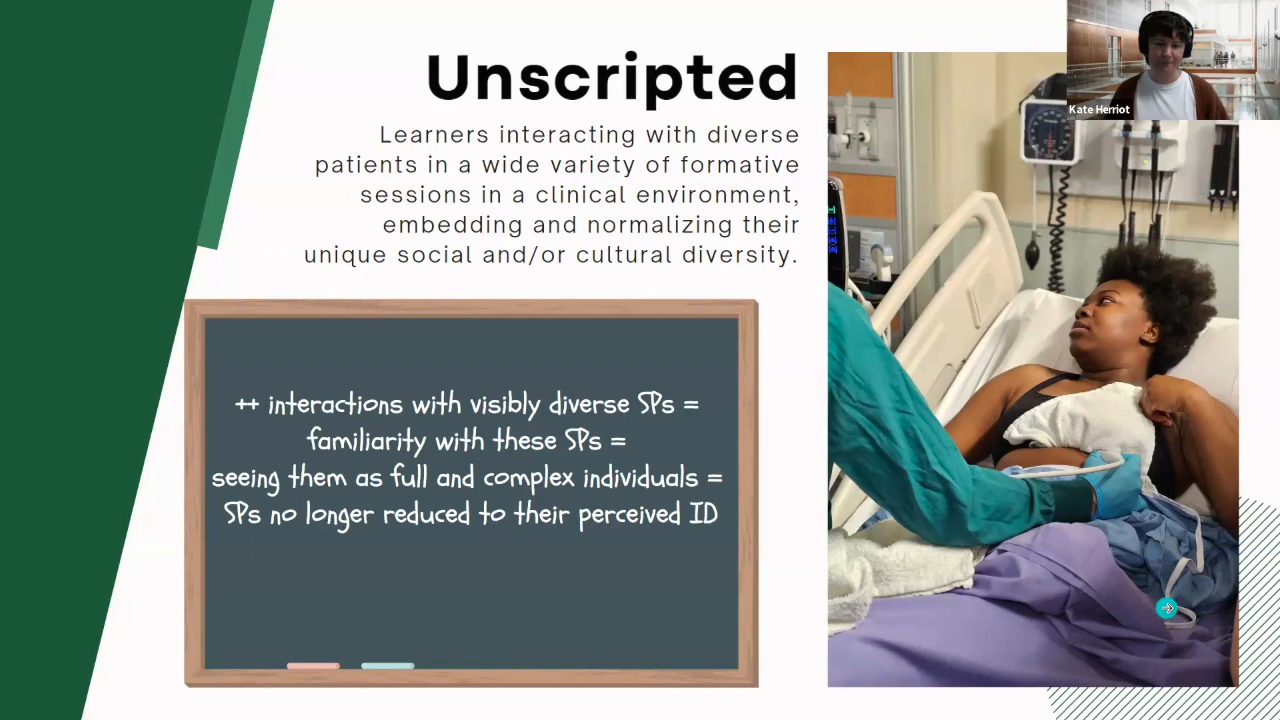 Unscripted
Learners interacting with diverse
patients in a wide variety of formative
sessions in a clinical environment,
embedding and normalizing their
unique social and/or cultural diversity.
++ interactions with visibly diverse SPs =
familiarity with these SPs =
seeing them as full and complex individuals =
SPs no longer reduced to their perceived ID
Kate Herriot